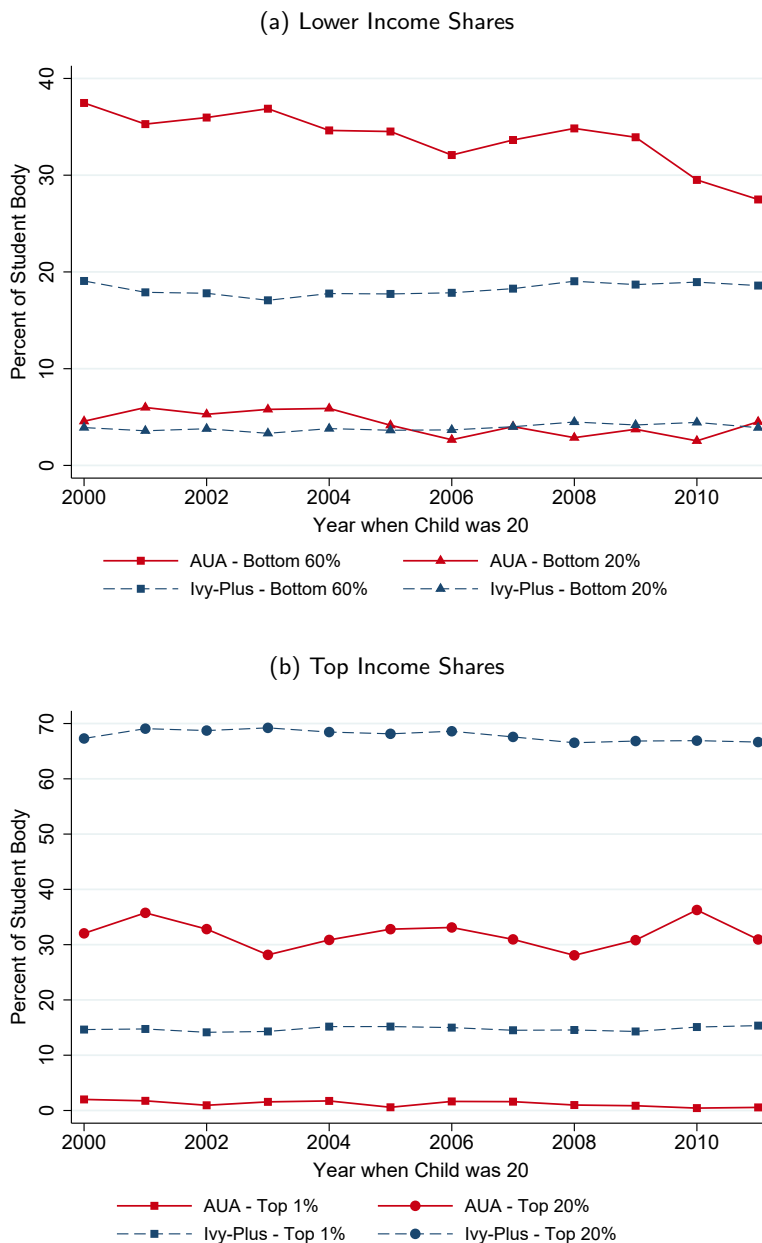 (a) Lower Income Shares
40
30
20
10
0
Percent of Student Body
2000 2002 2004 2006 2008 2010
Year when Child was 20
AUA - Bottom 60% AUA - Bottom 20%
Ivy-Plus - Bottom 60% Ivy-Plus - Bottom 20%
(b) Top Income Shares
70
60
50
40
30
20
10
0
Percent of Student Body
2000 2002 2004 2006 2008 2010
Year when Child was 20
AUA - Top 1% AUA - Top 20%
Ivy-Plus - Top 1% Ivy-Plus - Top 20%